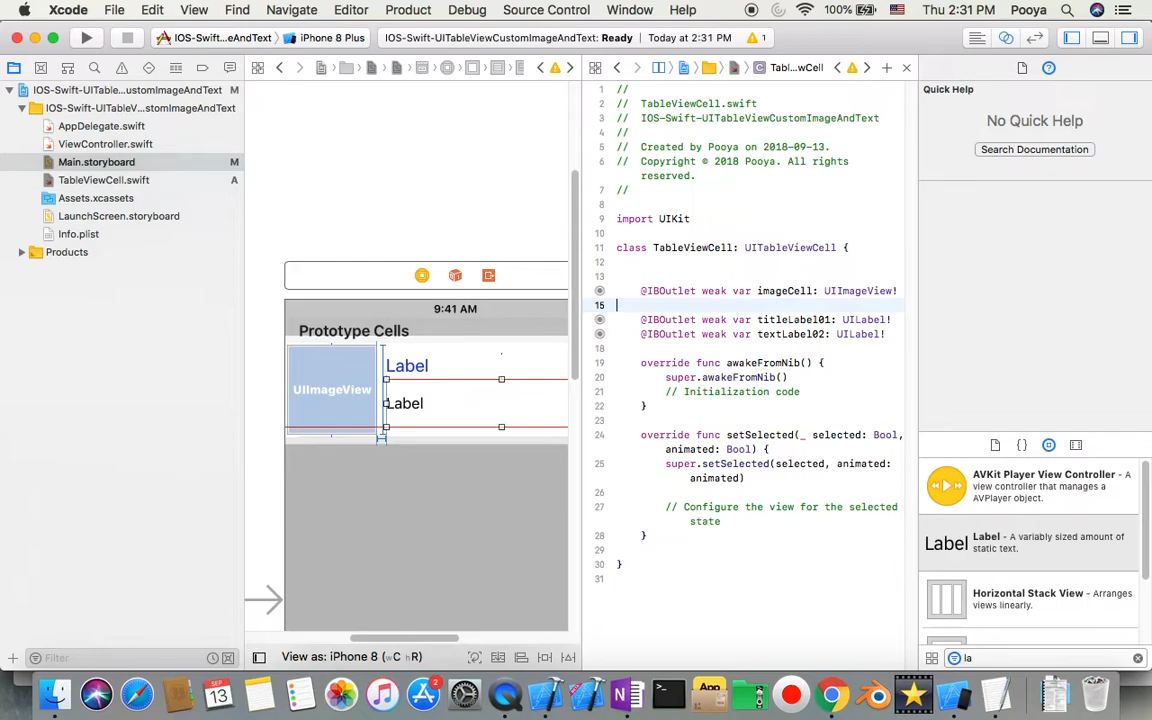 Xcode File Edit View Find Navigate Editor Product Debug Source Control Window Help 100% Thu 2:31 PM Pooya
IOS-Swift...eAndText iPhone 8 Plus IOS-Swift-UITableViewCustomImageAndText: Ready Today at 2:31 PM 1
Tabl...wCell
IOS-Swift-UITable...ustomImageAndText M
IOS-Swift-UITableV...stomImageAndText
AppDelegate.swift
ViewController.swift
Main.storyboard M
TableViewCell.swift A
Assets.xcassets
LaunchScreen.storyboard
Info.plist
Products
Filter
9:41 AM
Prototype Cells
UIImageView
Label
Label
View as: iPhone 8 (wC hR)
1 //
2 // TableViewCell.swift
3 // IOS-Swift-UITableViewCustomImageAndText
4 //
5 // Created by Pooya on 2018-09-13.
6 // Copyright © 2018 Pooya. All rights
reserved.
7 //
8
9 import UIKit
10
11 class TableViewCell: UITableViewCell {
12
13
@IBOutlet weak var imageCell: UIImageView!
15
@IBOutlet weak var titleLabel01: UILabel!
@IBOutlet weak var textLabel02: UILabel!
18
19 override func awakeFromNib() {
20 super.awakeFromNib()
21 // Initialization code
22 }
23
24 override func setSelected(_ selected: Bool,
animated: Bool) {
25 super.setSelected(selected, animated:
animated)
26
27 // Configure the view for the selected
state
28 }
29
30 }
31
Quick Help
No Quick Help
Search Documentation
AVKit Player View Controller - A
view controller that manages a
AVPlayer object.
Label Label - A variably sized amount of
static text.
Horizontal Stack View - Arranges
views linearly.
la
SEP
13
2
App